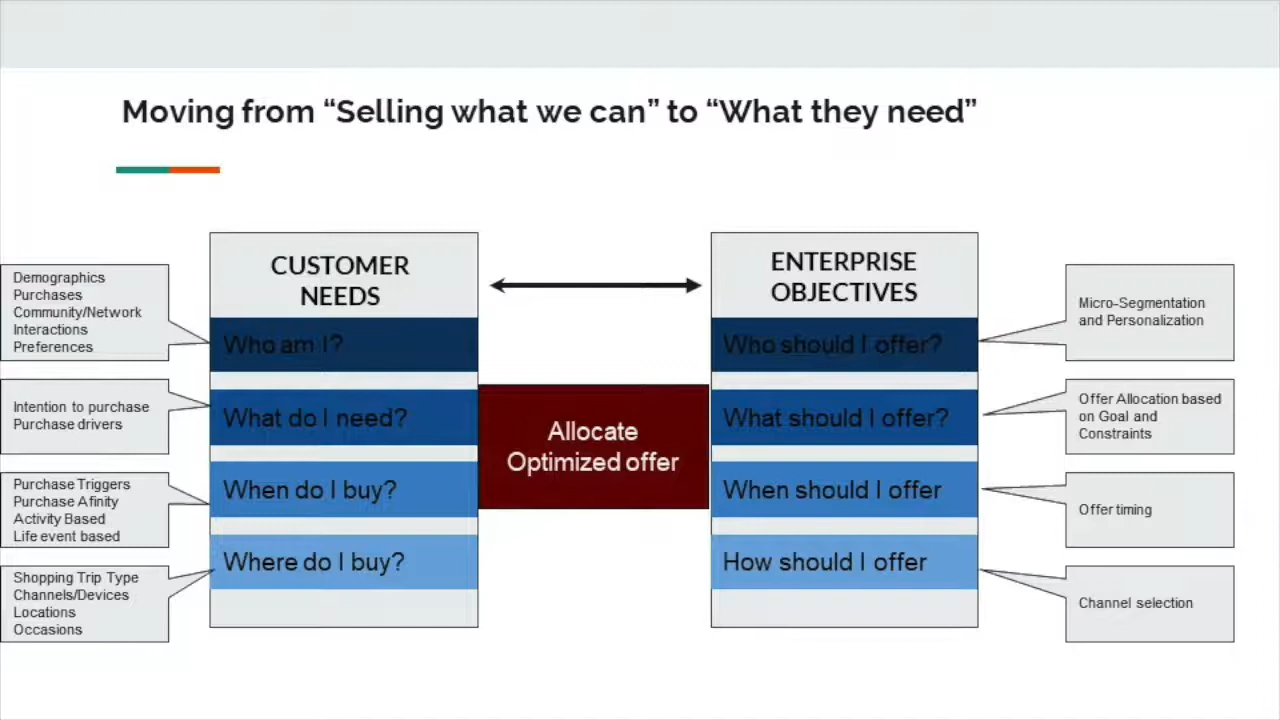 Moving from “Selling what we can” to “What they need”
CUSTOMER
NEEDS
ENTERPRISE
OBJECTIVES
Demographics
Purchases
Community/Network
Interactions
Preferences
Who am I?
Who should I offer?
Micro-Segmentation
and Personalization
Intention to purchase
Purchase drivers
What do I need?
Allocate
Optimized offer
What should I offer?
Offer Allocation based
on Goal and
Constraints
Purchase Triggers
Purchase Afinity
Activity Based
Life event based
When do I buy?
When should I offer
Offer timing
Shopping Trip Type
Channels/Devices
Locations
Occasions
Where do I buy?
How should I offer
Channel selection